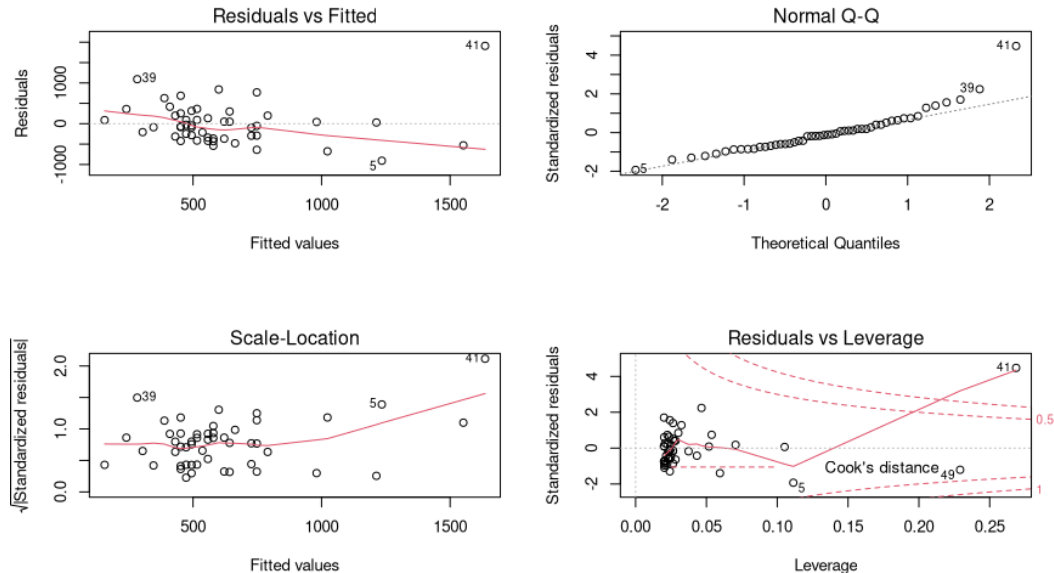 Residuals vs Fitted
Residuals
-1000 0 1000
41
39
5
500 1000 1500
Fitted values
Normal Q-Q
Standardized residuals
-2 0 2 4
41
39
5
-2 -1 0 1 2
Theoretical Quantiles
Scale-Location
√|Standardized residuals|
0.0 1.0 2.0
41
39
5
500 1000 1500
Fitted values
Residuals vs Leverage
Standardized residuals
-2 0 2 4
41
0.5
Cook's distance
49
5
1
0.00 0.05 0.10 0.15 0.20 0.25
Leverage